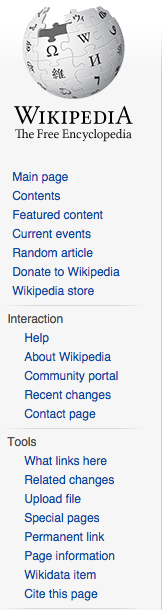 WIKIPEDIA
The Free Encyclopedia
Main page
Contents
Featured content
Current events
Random article
Donate to Wikipedia
Wikipedia store
Interaction
Help
About Wikipedia
Community portal
Recent changes
Contact page
Tools
What links here
Related changes
Upload file
Special pages
Permanent link
Page information
Wikidata item
Cite this page